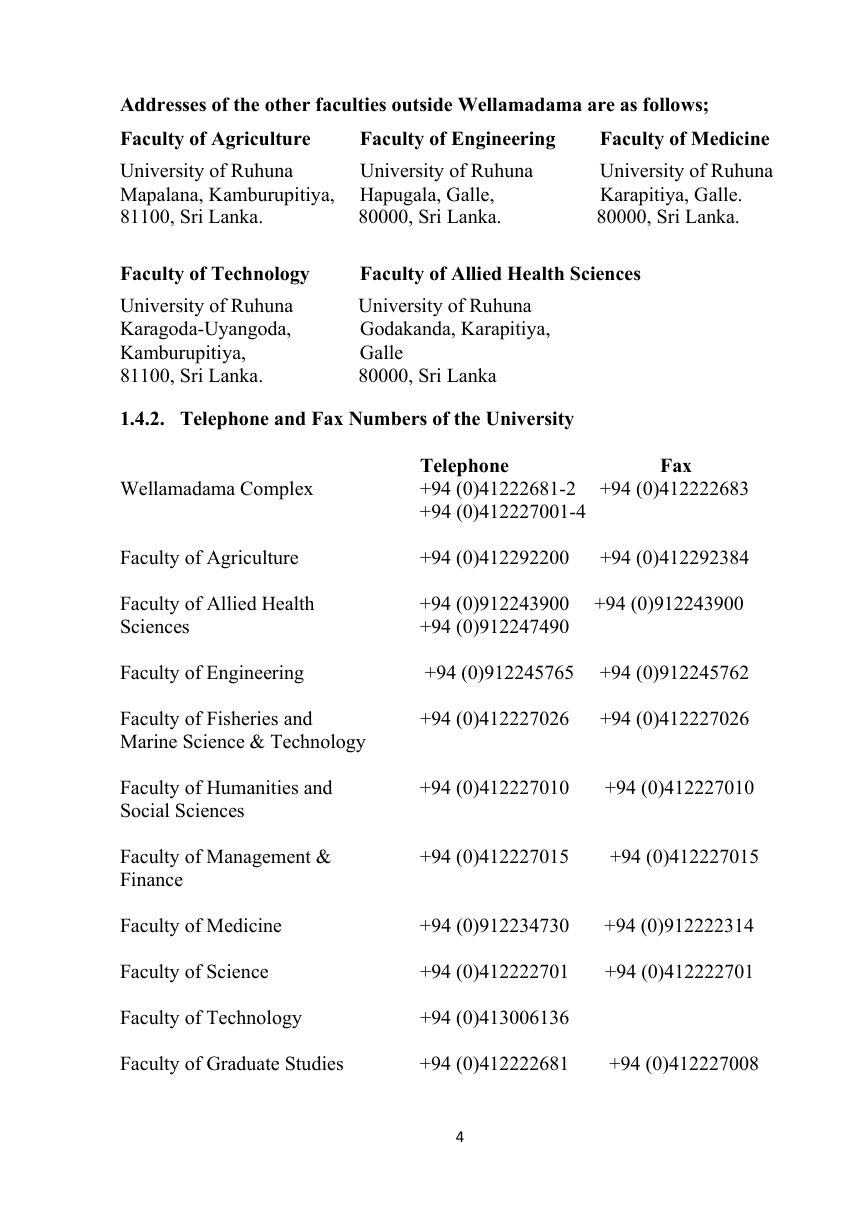 Addresses of the other faculties outside Wellamadama are as follows;
Faculty of Agriculture Faculty of Engineering Faculty of Medicine
University of Ruhuna University of Ruhuna University of Ruhuna
Mapalana, Kamburupitiya, Hapugala, Galle, Karapitiya, Galle.
81100, Sri Lanka. 80000, Sri Lanka. 80000, Sri Lanka.
Faculty of Technology Faculty of Allied Health Sciences
University of Ruhuna University of Ruhuna
Karagoda-Uyangoda, Godakanda, Karapitiya,
Kamburupitiya, Galle
81100, Sri Lanka. 80000, Sri Lanka
1.4.2. Telephone and Fax Numbers of the University
Telephone Fax
Wellamadama Complex +94 (0)41222681-2 +94 (0)412222683
+94 (0)412227001-4
Faculty of Agriculture +94 (0)412292200 +94 (0)412292384
Faculty of Allied Health +94 (0)912243900 +94 (0)912243900
Sciences +94 (0)912247490
Faculty of Engineering +94 (0)912245765 +94 (0)912245762
Faculty of Fisheries and +94 (0)412227026 +94 (0)412227026
Marine Science & Technology
Faculty of Humanities and +94 (0)412227010 +94 (0)412227010
Social Sciences
Faculty of Management & +94 (0)412227015 +94 (0)412227015
Finance
Faculty of Medicine +94 (0)912234730 +94 (0)912222314
Faculty of Science +94 (0)412222701 +94 (0)412222701
Faculty of Technology +94 (0)413006136
Faculty of Graduate Studies +94 (0)412222681 +94 (0)412227008
4